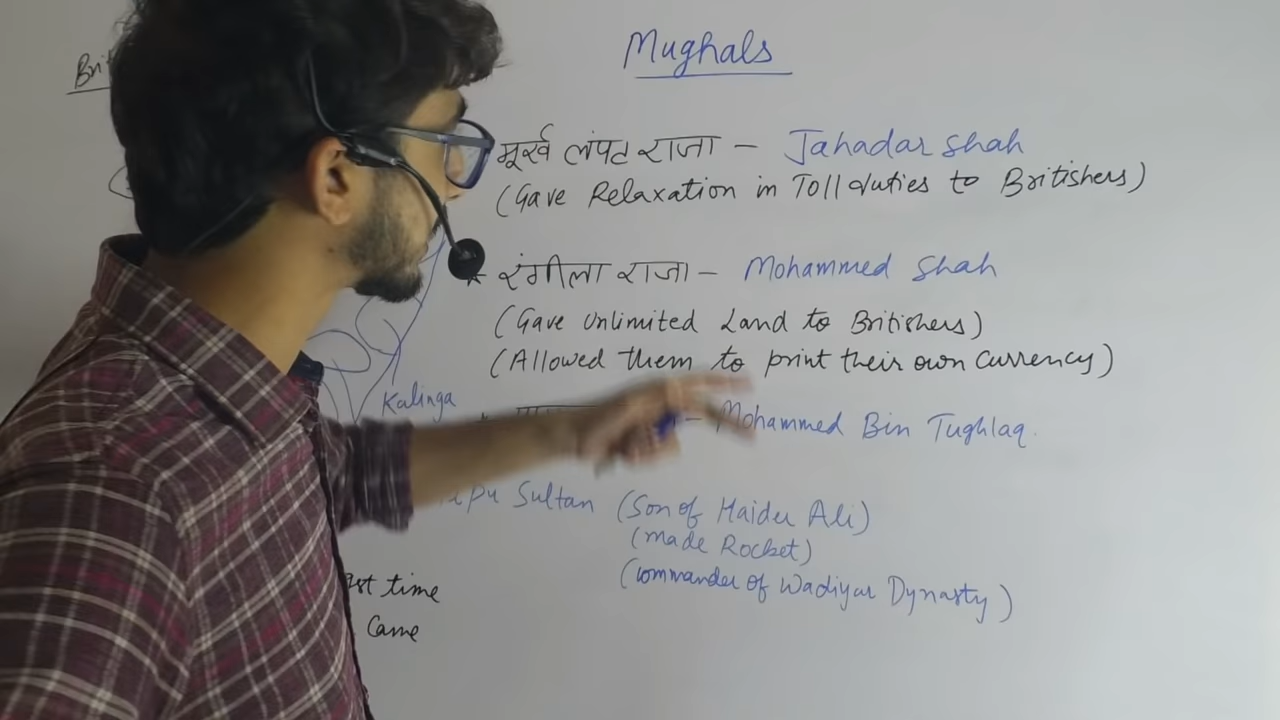 Mughals
मूर्ख लंपट राजा - Jahadar Shah
(Gave Relaxation in Toll duties to Britishers)
* रंगीला राजा - Mohammed Shah
(Gave Unlimited Land to Britishers)
(Allowed them to print their own Currency)
Kalinga
- Mohammed Bin Tughlaq.
Sultan (Son of Haider Ali)
(made Rocket)
(Commander of Wadiyar Dynasty)
time
Came